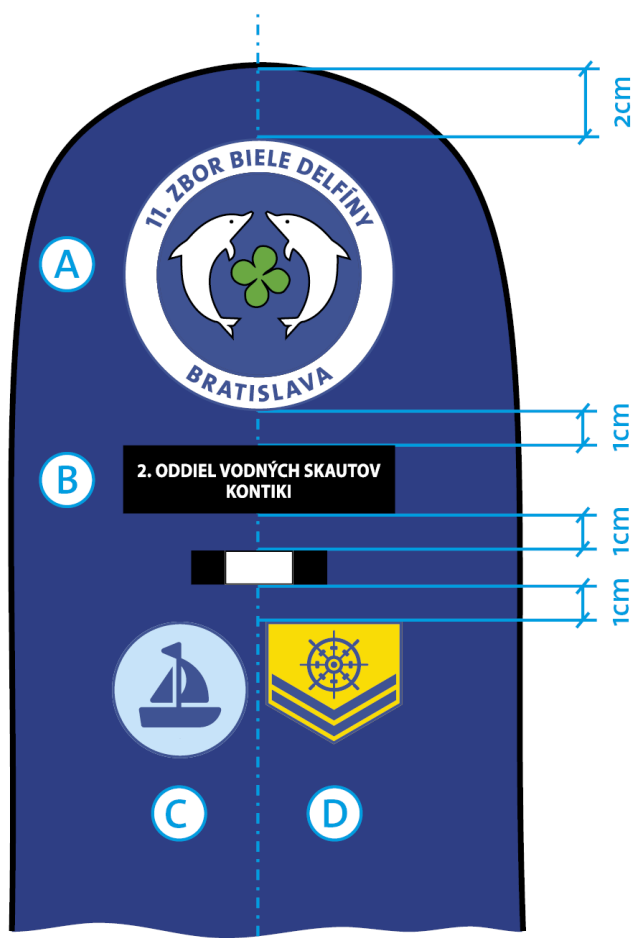 2cm
11. ZBOR BIELE DELFÍNY
A
BRATISLAVA
1cm
B
2. ODDIEL VODNÝCH SKAUTOV
KONTIKI
1cm
1cm
C
D